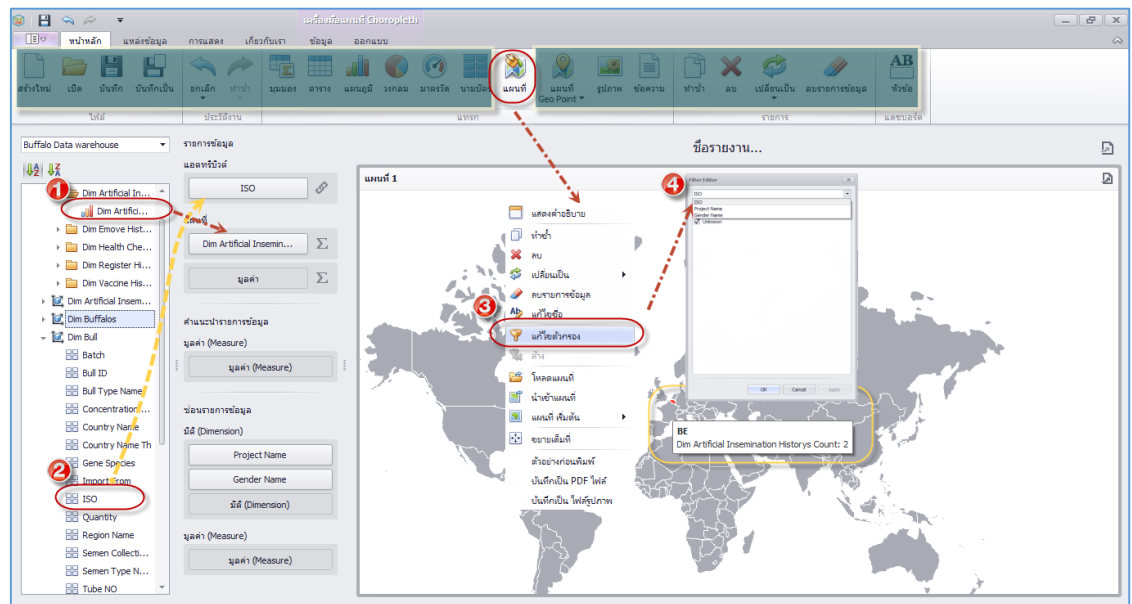 เครื่องมือแผนที่ Choropleth
หน้าหลัก แหล่งข้อมูล การแสดง เกี่ยวกับเรา ข้อมูล ออกแบบ
สร้างใหม่ เปิด บันทึก บันทึกเป็น ยกเลิก ทำซ้ำ มุมมอง ตาราง แผนภูมิ วงกลม มาตรวัด นามบัตร แผนที่ แผนที่ Geo Point รูปภาพ ข้อความ ทำซ้ำ ลบ เปลี่ยนเป็น ลบรายการข้อมูล AB หัวข้อ
ไฟล์ ประวัติงาน แทรก รายการ แดชบอร์ด
Buffalo Data warehouse
รายการข้อมูล
ชื่อรายงาน...
แอททริบิวต์
1
Dim Artificial In...
Dim Artifici...
Dim Emove Hist...
Dim Health Che...
Dim Register Hi...
Dim Vaccine His...
Dim Artificial Insem...
Dim Buffalos
Dim Bull
Batch
Bull ID
Bull Type Name
Concentration ...
Country Name
Country Name Th
Gene Species
2
Import From
ISO
Quantity
Region Name
Semen Collecti...
Semen Type N...
Tube NO
ISO
แผนที่
Dim Artificial Insemin...
มูลค่า
คำแนะนำรายการข้อมูล
มูลค่า (Measure)
มูลค่า (Measure)
ซ่อนรายการข้อมูล
มิติ (Dimension)
Project Name
Gender Name
มิติ (Dimension)
มูลค่า (Measure)
มูลค่า (Measure)
แผนที่ 1
แสดงคำอธิบาย
ทำซ้ำ
ลบ
เปลี่ยนเป็น
ลบรายการข้อมูล
3
แก้ไขชื่อ
แก้ไขตัวกรอง
ล้าง
โหลดแผนที่
นำเข้าแผนที่
แผนที่ เริ่มต้น
ขยายเต็มที่
ตัวอย่างก่อนพิมพ์
บันทึกเป็น PDF ไฟล์
บันทึกเป็น ไฟล์รูปภาพ
4
Filter Editor
ISO
ISO
Project Name
Gender Name
Unknown
OK Cancel Apply
BE
Dim Artificial Insemination Historys Count: 2